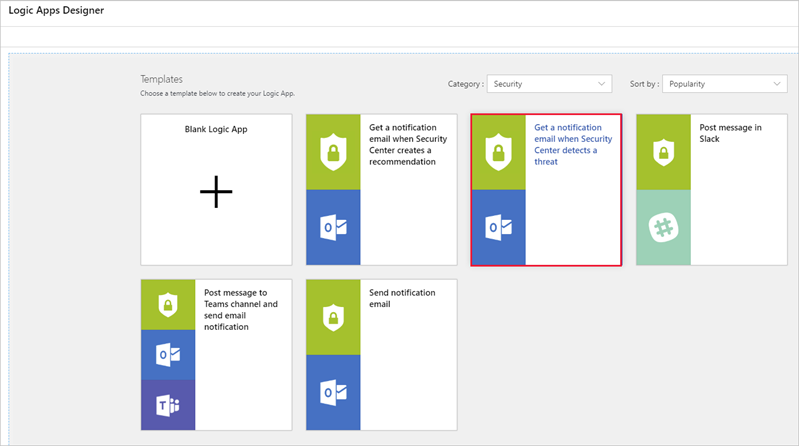 Logic Apps Designer
Templates
Choose a template below to create your Logic App.
Category :
Security
Sort by :
Popularity
Blank Logic App
Get a notification
email when Security
Center creates a
recommendation
Get a notification
email when Security
Center detects a
threat
Post message in
Slack
Post message to
Teams channel and
send email
notification
Send notification
email